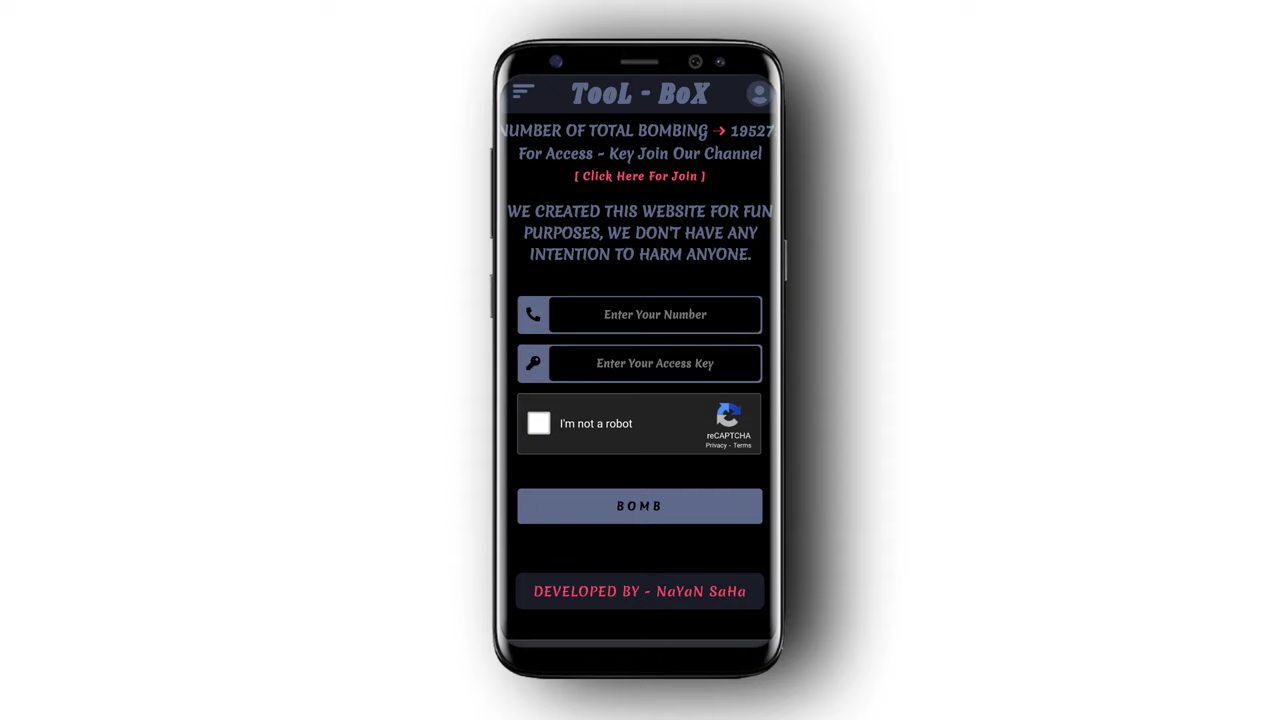 TooL - BoX
NUMBER OF TOTAL BOMBING → 19527
For Access - Key Join Our Channel
[ Click Here For Join ]
WE CREATED THIS WEBSITE FOR FUN
PURPOSES, WE DON'T HAVE ANY
INTENTION TO HARM ANYONE.
Enter Your Number
Enter Your Access Key
I'm not a robot
reCAPTCHA
Privacy - Terms
BOMB
DEVELOPED BY - NaYaN SaHa